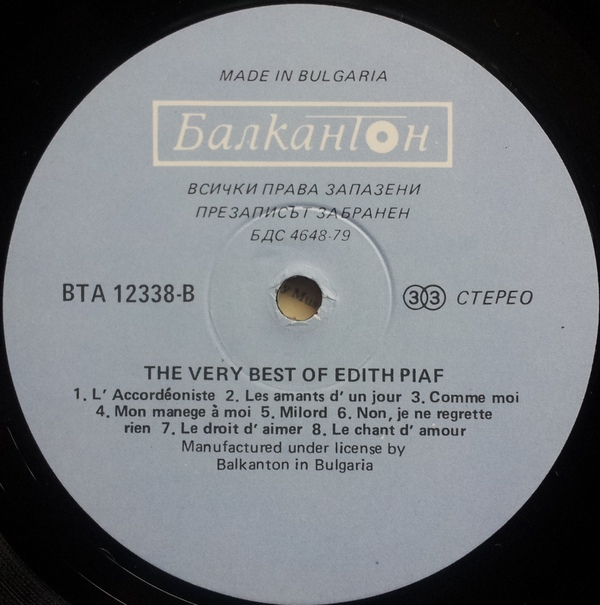 MADE IN BULGARIA
Балкантон
ВСИЧКИ ПРАВА ЗАПАЗЕНИ
ПРЕЗАПИСЪТ ЗАБРАНЕН
БДС 4648-79
ВТА 12338-В
33 СТЕРЕО
THE VERY BEST OF EDITH PIAF
1. L' Accordéoniste 2. Les amants d' un jour 3. Comme moi
4. Mon manege à moi 5. Milord 6. Non, je ne regrette
rien 7. Le droit d' aimer 8. Le chant d' amour
Manufactured under license by
Balkanton in Bulgaria